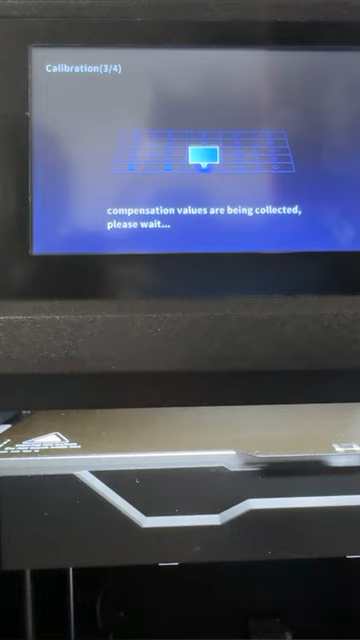 Calibration(3/4)
compensation values are being collected,
please wait...